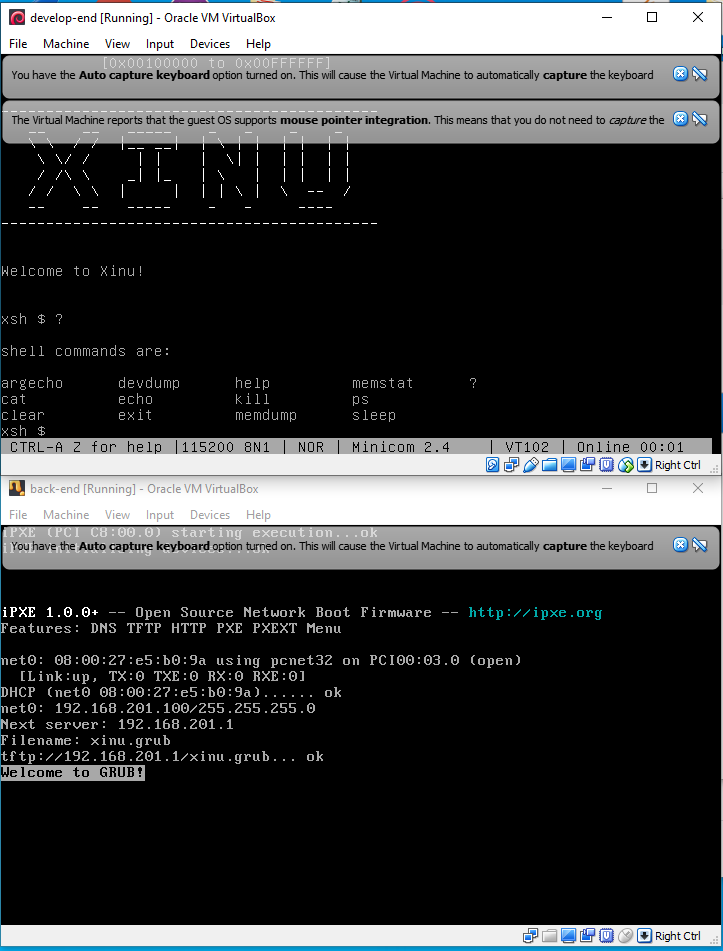 develop-end [Running] - Oracle VM VirtualBox
File Machine View Input Devices Help
[0x00100000 to 0x00FFFFFF]
You have the Auto capture keyboard option turned on. This will cause the Virtual Machine to automatically capture the keyboard
The Virtual Machine reports that the guest OS supports mouse pointer integration. This means that you do not need to capture the
XINU
Welcome to Xinu!
xsh $ ?
shell commands are:
argecho devdump help memstat ?
cat echo kill ps
clear exit memdump sleep
xsh $
CTRL-A Z for help |115200 8N1 | NOR | Minicom 2.4 | VT102 | Online 00:01
Right Ctrl
back-end [Running] - Oracle VM VirtualBox
File Machine View Input Devices Help
iPXE (PCI C8:00.0) starting execution...ok
You have the Auto capture keyboard option turned on. This will cause the Virtual Machine to automatically capture the keyboard
iPXE 1.0.0+ -- Open Source Network Boot Firmware -- http://ipxe.org
Features: DNS TFTP HTTP PXE PXEXT Menu
net0: 08:00:27:e5:b0:9a using pcnet32 on PCI00:03.0 (open)
[Link:up, TX:0 TXE:0 RX:0 RXE:0]
DHCP (net0 08:00:27:e5:b0:9a)...... ok
net0: 192.168.201.100/255.255.255.0
Next server: 192.168.201.1
Filename: xinu.grub
tftp://192.168.201.1/xinu.grub... ok
Welcome to GRUB!
Right Ctrl